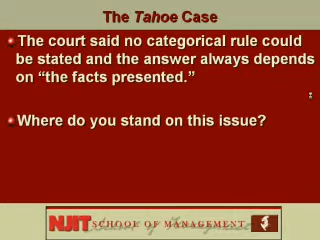 The Tahoe Case
The court said no categorical rule could
be stated and the answer always depends
on “the facts presented.”
Where do you stand on this issue?
NJIT SCHOOL OF MANAGEMENT